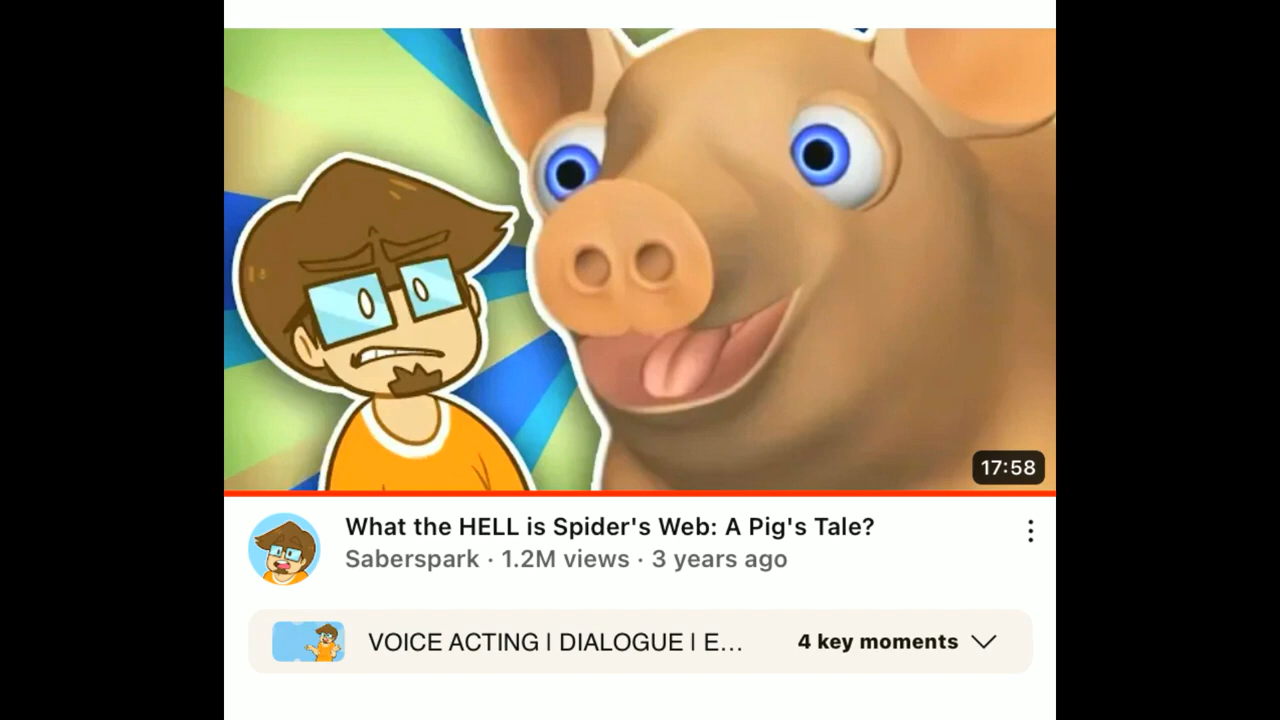 17:58
What the HELL is Spider's Web: A Pig's Tale?
Saberspark · 1.2M views · 3 years ago
VOICE ACTING | DIALOGUE | E... 4 key moments